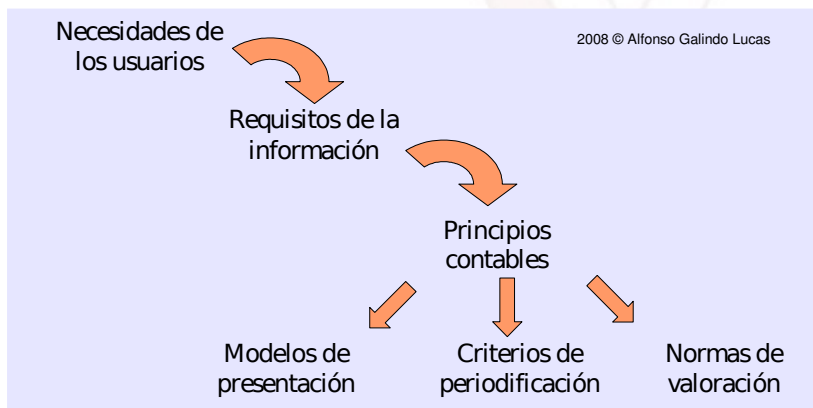 Necesidades de
los usuarios
2008 © Alfonso Galindo Lucas
Requisitos de la
información
Principios
contables
Modelos de
presentación
Criterios de
periodificación
Normas de
valoración